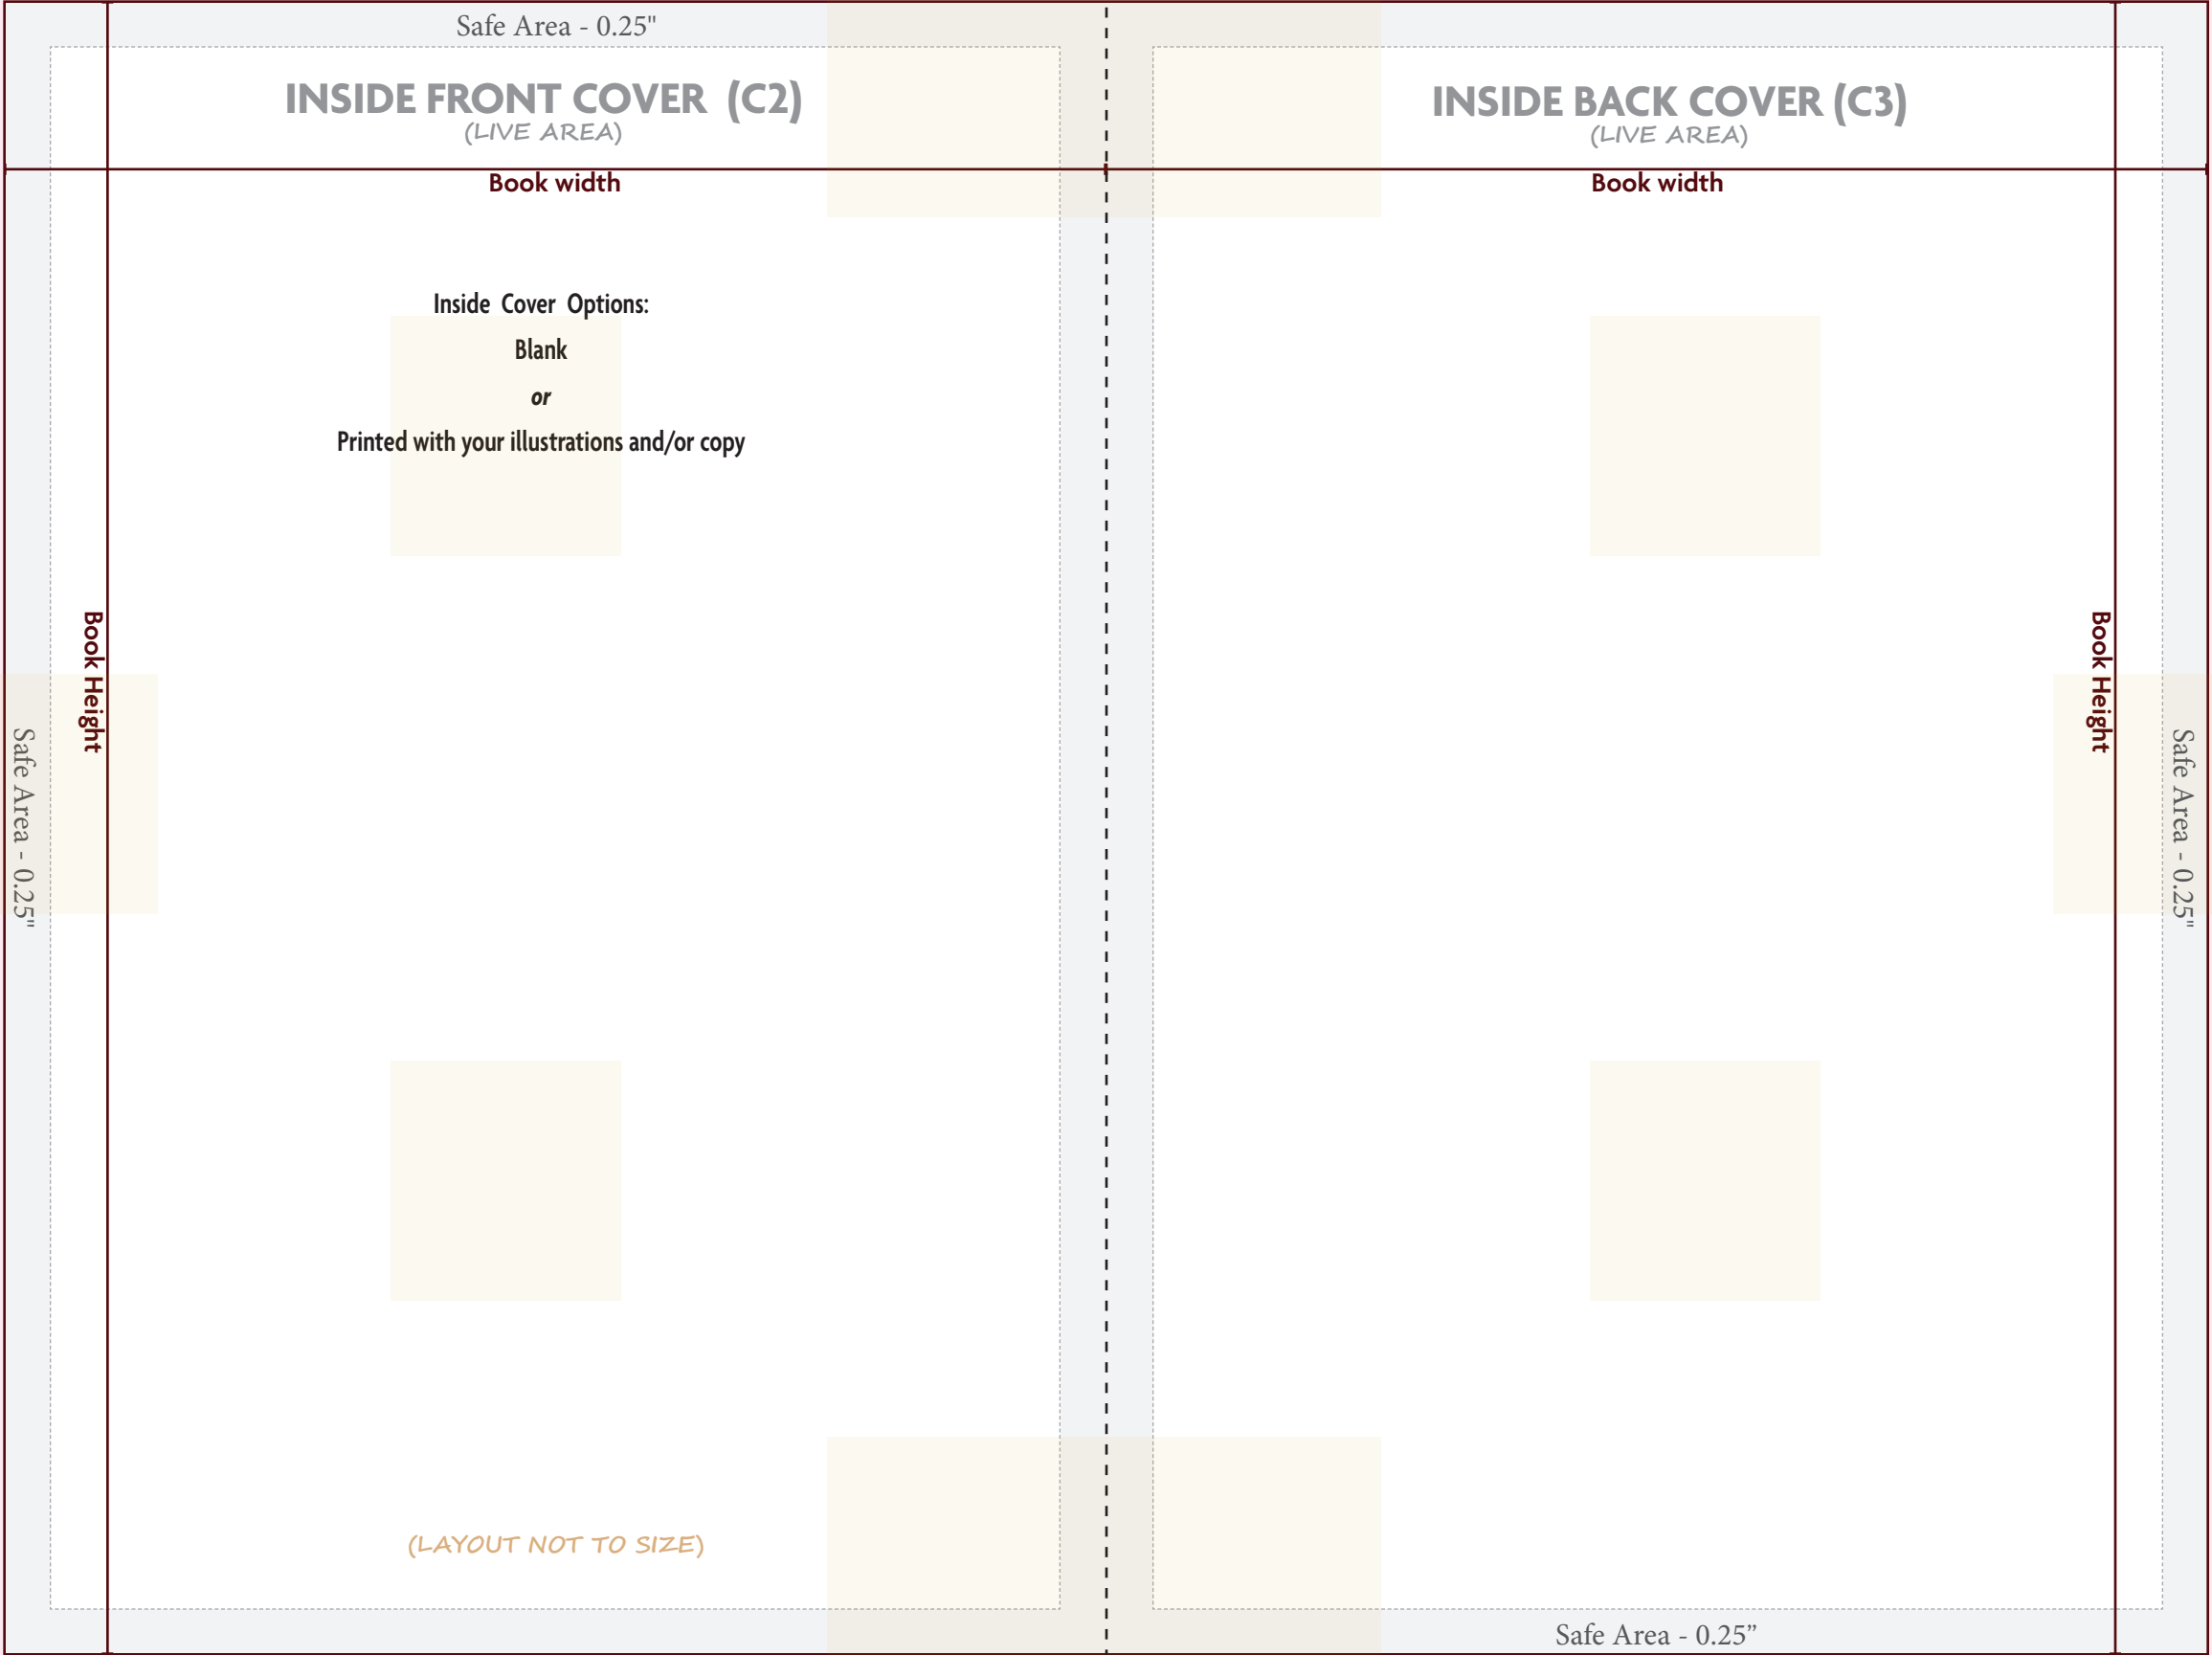 Safe Area - 0.25"
INSIDE FRONT COVER (C2)
(LIVE AREA)
Book width
Inside Cover Options:
Blank
or
Printed with your illustrations and/or copy
Book Height
Safe Area - 0.25"
(LAYOUT NOT TO SIZE)
INSIDE BACK COVER (C3)
(LIVE AREA)
Book width
Book Height
Safe Area - 0.25"
Safe Area - 0.25”